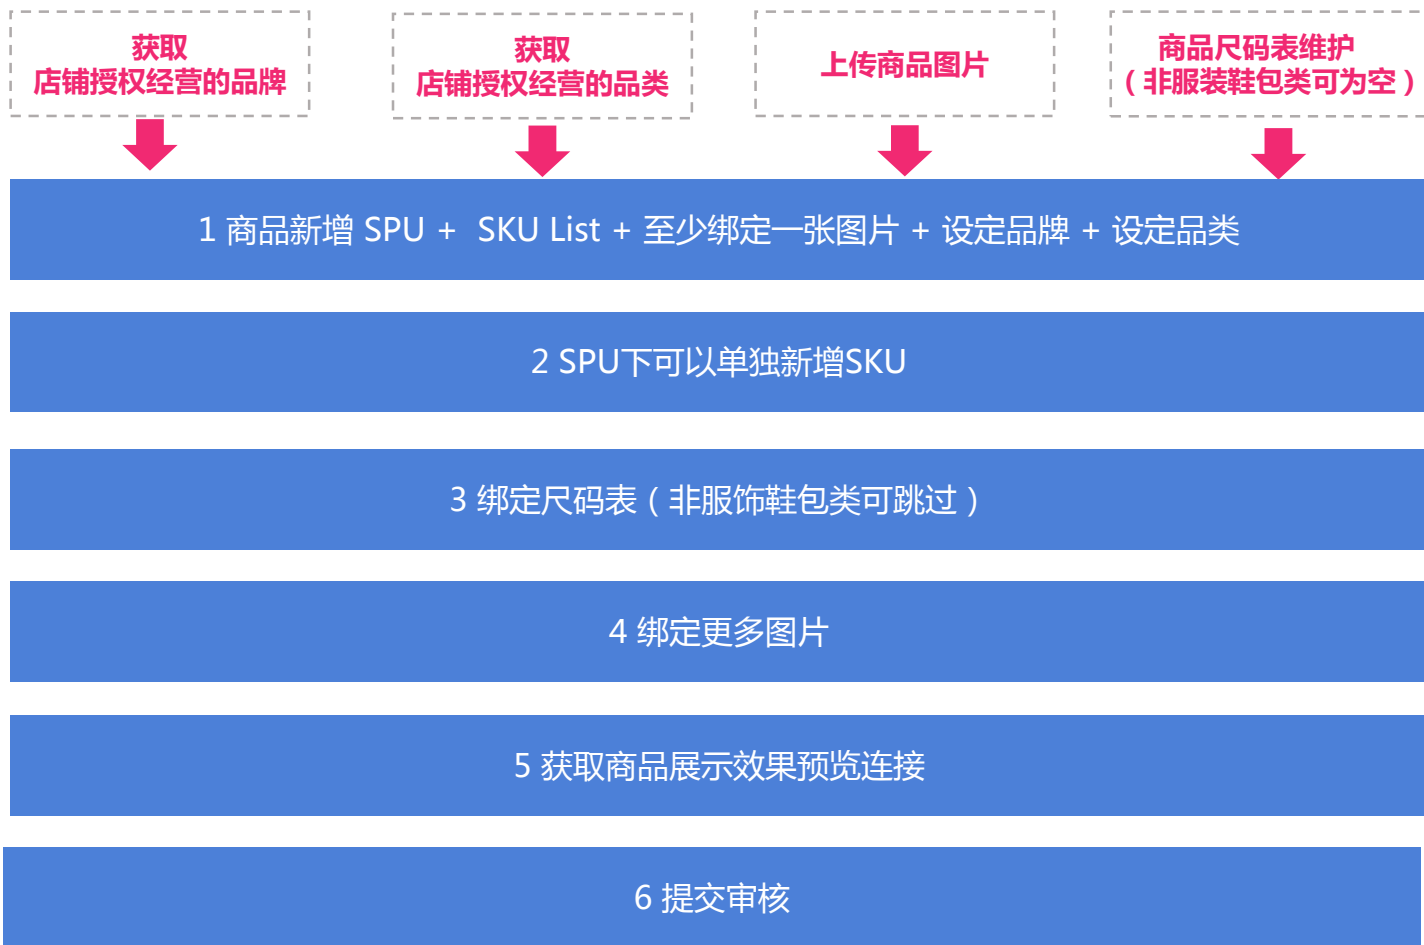 获取
店铺授权经营的品牌
获取
店铺授权经营的品类
上传商品图片
商品尺码表维护
（非服装鞋包类可为空）
1 商品新增 SPU + SKU List + 至少绑定一张图片 + 设定品牌 + 设定品类
2 SPU下可以单独新增SKU
3 绑定尺码表（非服饰鞋包类可跳过）
4 绑定更多图片
5 获取商品展示效果预览连接
6 提交审核